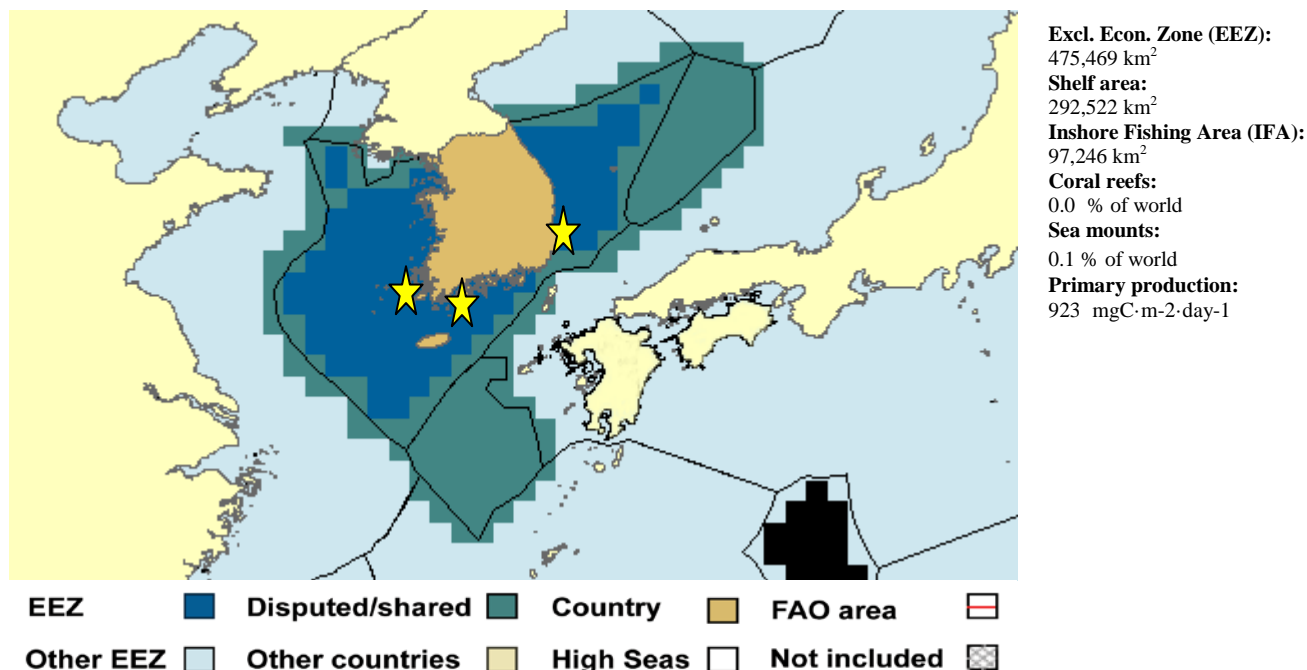 Excl. Econ. Zone (EEZ):
475,469 km²
Shelf area:
292,522 km²
Inshore Fishing Area (IFA):
97,246 km²
Coral reefs:
0.0 % of world
Sea mounts:
0.1 % of world
Primary production:
923 mgC·m-2·day-1
EEZ Disputed/shared Country FAO area
Other EEZ Other countries High Seas Not included